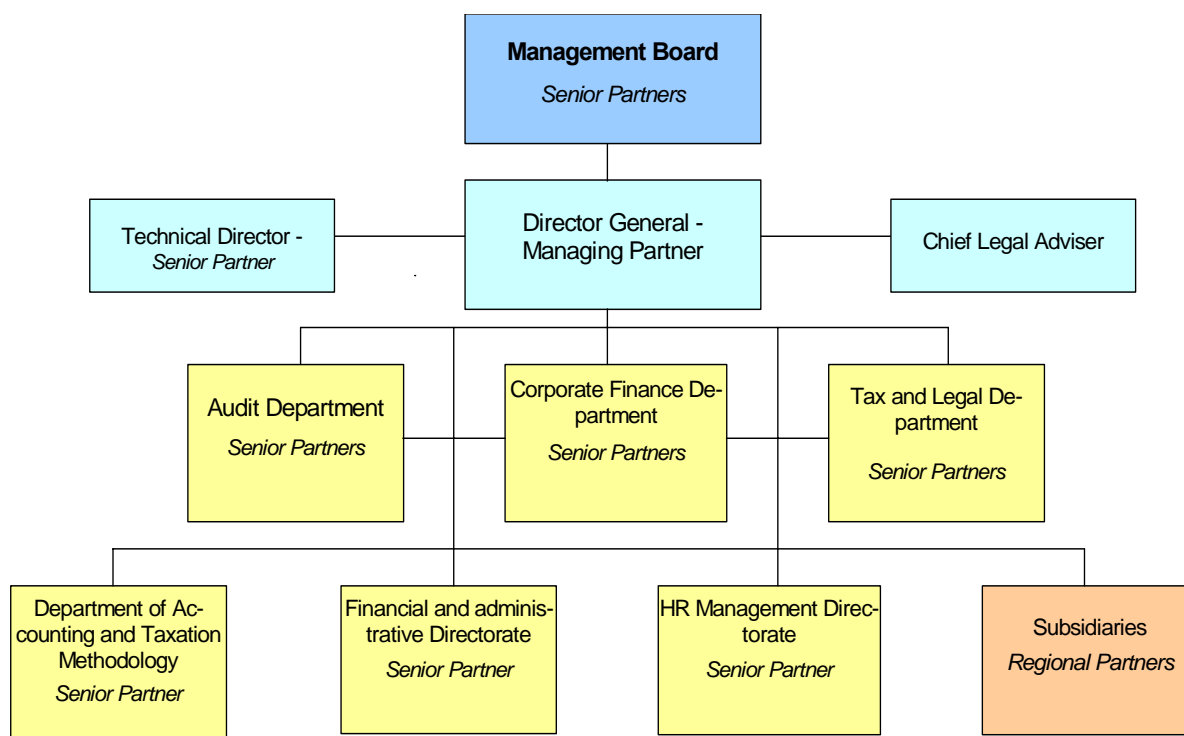 Management Board
Senior Partners
Technical Director -
Senior Partner
Director General -
Managing Partner
Chief Legal Adviser
Audit Department
Senior Partners
Corporate Finance De-
partment
Senior Partners
Tax and Legal De-
partment
Senior Partners
Department of Ac-
counting and Taxation
Methodology
Senior Partner
Financial and adminis-
trative Directorate
Senior Partner
HR Management Direc-
torate
Senior Partner
Subsidiaries
Regional Partners